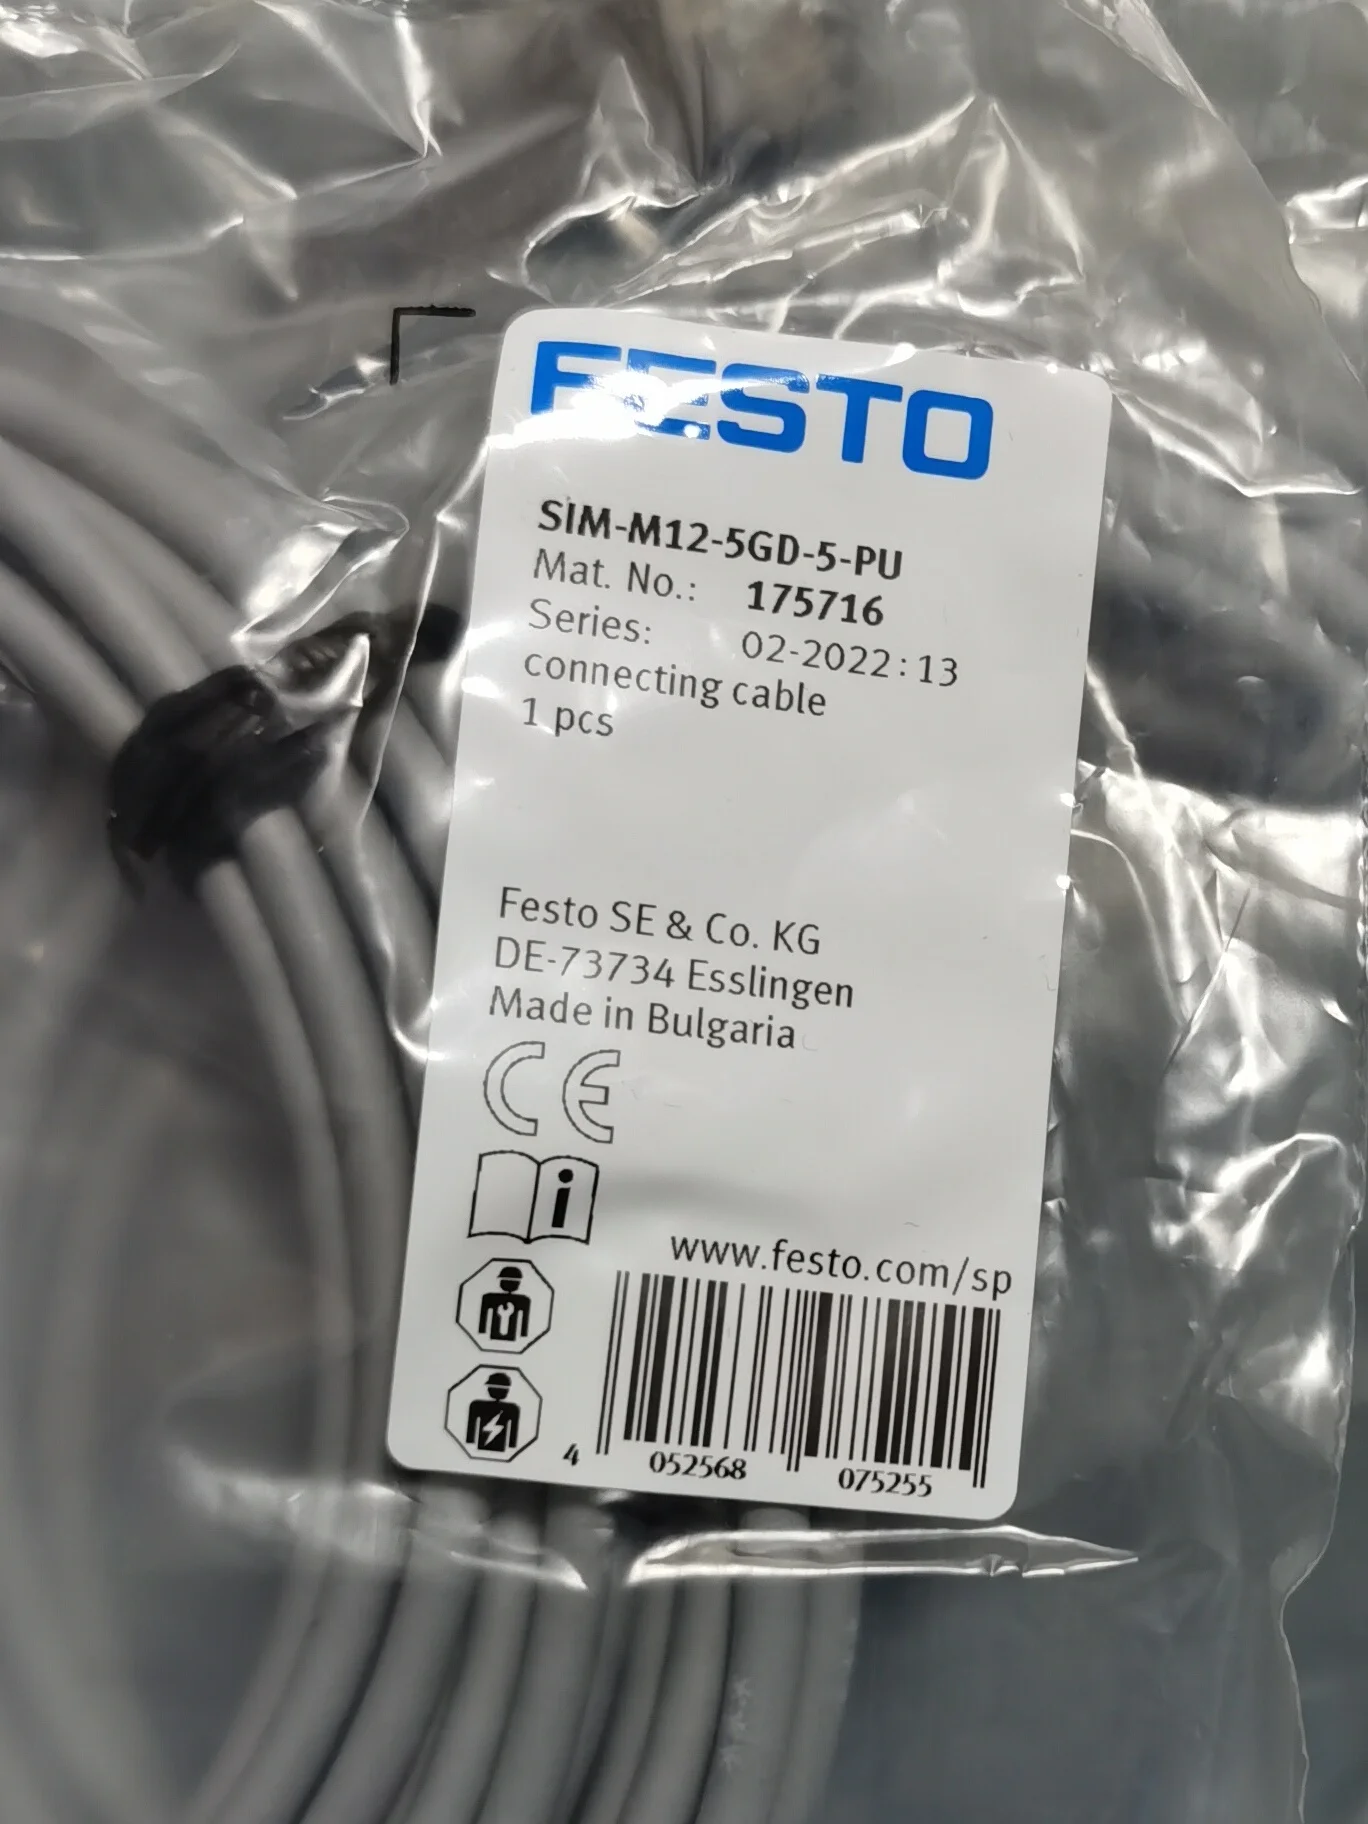 FESTO
SIM-M12-5GD-5-PU
Mat. No.: 175716
Series: 02-2022:13
connecting cable
1 pcs
Festo SE & Co. KG
DE-73734 Esslingen
Made in Bulgaria
CE
i
www.festo.com/sp
4 052568 075255